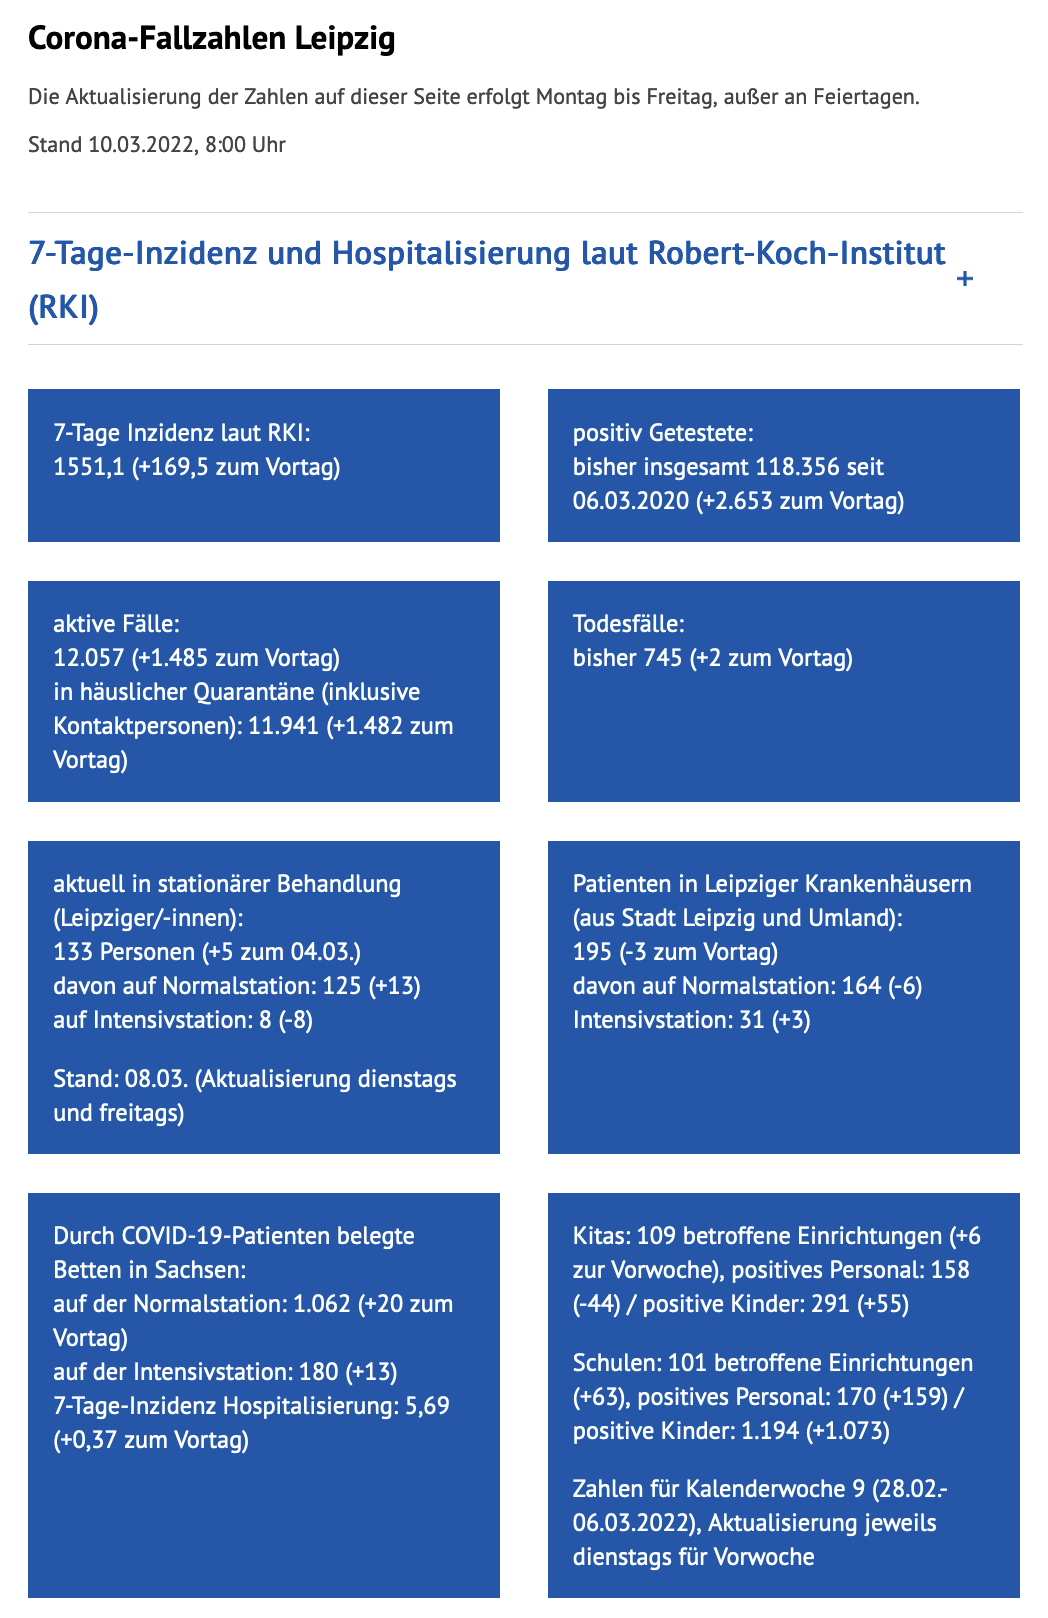 Corona-Fallzahlen Leipzig
Die Aktualisierung der Zahlen auf dieser Seite erfolgt Montag bis Freitag, außer an Feiertagen.
Stand 10.03.2022, 8:00 Uhr
7-Tage-Inzidenz und Hospitalisierung laut Robert-Koch-Institut
(RKI)
+
7-Tage Inzidenz laut RKI:
1551,1 (+169,5 zum Vortag)
positiv Getestete:
bisher insgesamt 118.356 seit
06.03.2020 (+2.653 zum Vortag)
aktive Fälle:
12.057 (+1.485 zum Vortag)
in häuslicher Quarantäne (inklusive
Kontaktpersonen): 11.941 (+1.482 zum
Vortag)
Todesfälle:
bisher 745 (+2 zum Vortag)
aktuell in stationärer Behandlung
(Leipziger/-innen):
133 Personen (+5 zum 04.03.)
davon auf Normalstation: 125 (+13)
auf Intensivstation: 8 (-8)
Stand: 08.03. (Aktualisierung dienstags
und freitags)
Patienten in Leipziger Krankenhäusern
(aus Stadt Leipzig und Umland):
195 (-3 zum Vortag)
davon auf Normalstation: 164 (-6)
Intensivstation: 31 (+3)
Durch COVID-19-Patienten belegte
Betten in Sachsen:
auf der Normalstation: 1.062 (+20 zum
Vortag)
auf der Intensivstation: 180 (+13)
7-Tage-Inzidenz Hospitalisierung: 5,69
(+0,37 zum Vortag)
Kitas: 109 betroffene Einrichtungen (+6
zur Vorwoche), positives Personal: 158
(-44) / positive Kinder: 291 (+55)
Schulen: 101 betroffene Einrichtungen
(+63), positives Personal: 170 (+159) /
positive Kinder: 1.194 (+1.073)
Zahlen für Kalenderwoche 9 (28.02.-
06.03.2022), Aktualisierung jeweils
dienstags für Vorwoche